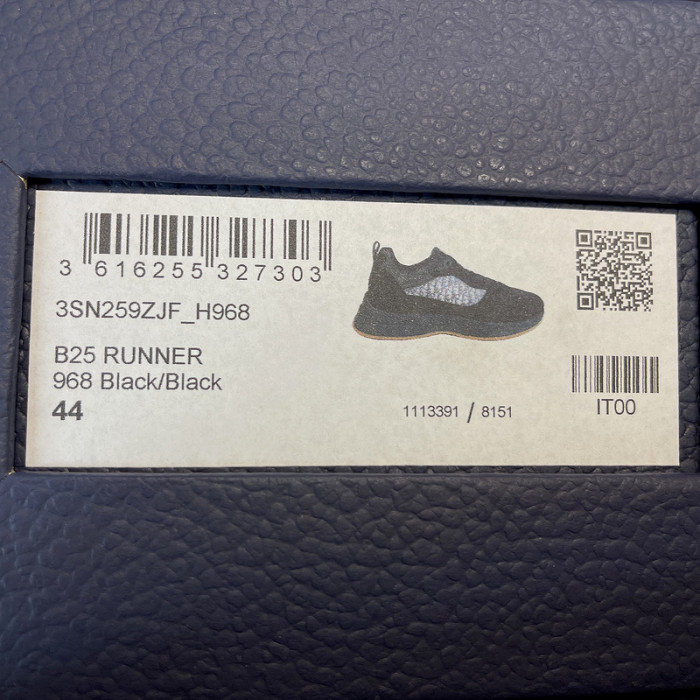 3 616255 327303
3SN259ZJF_H968
B25 RUNNER
968 Black/Black
44
1113391 / 8151
IT00